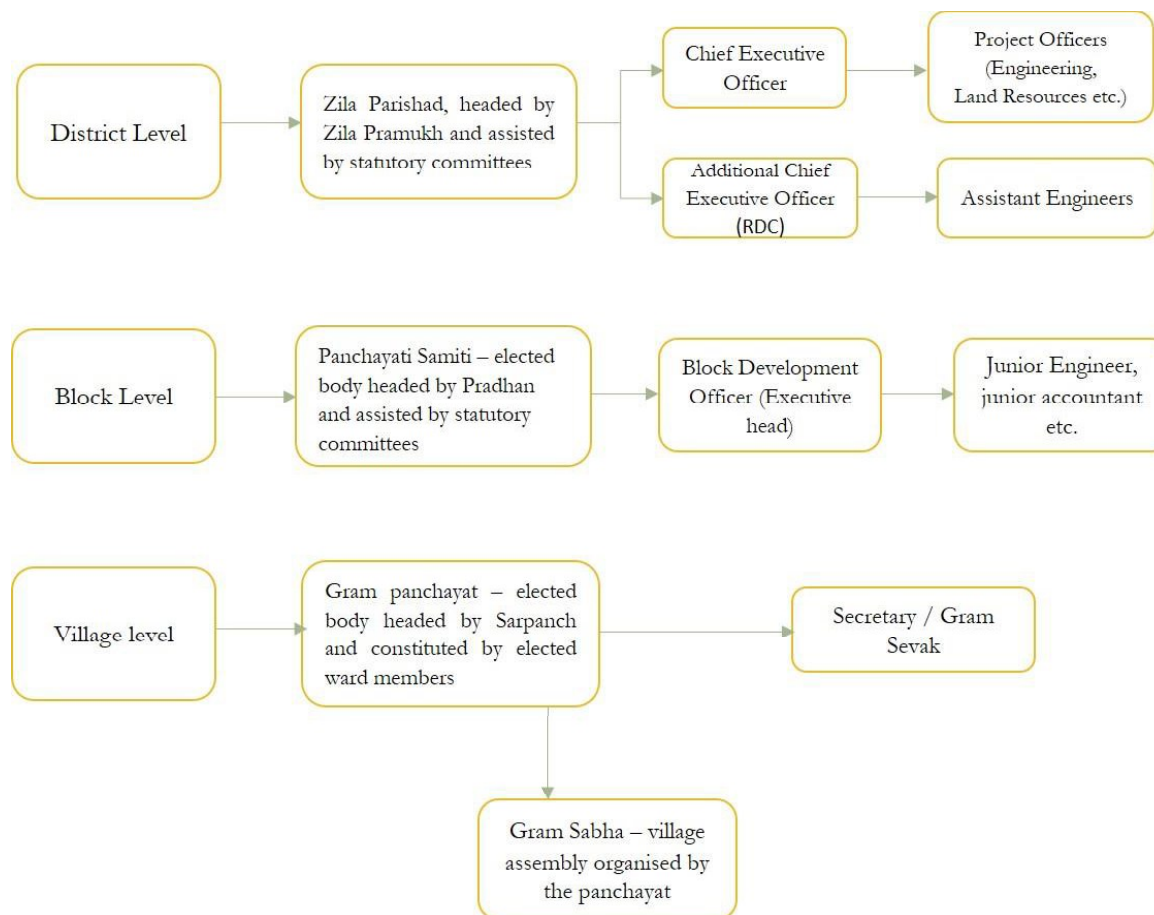 District Level
Zila Parishad, headed by
Zila Pramukh and assisted
by statutory committees
Chief Executive
Officer
Project Officers
(Engineering,
Land Resources etc.)
Additional Chief
Executive Officer
(RDC)
Assistant Engineers
Block Level
Panchayati Samiti – elected
body headed by Pradhan
and assisted by statutory
committees
Block Development
Officer (Executive
head)
Junior Engineer,
junior accountant
etc.
Village level
Gram panchayat – elected
body headed by Sarpanch
and constituted by elected
ward members
Secretary / Gram
Sevak
Gram Sabha – village
assembly organised by
the panchayat